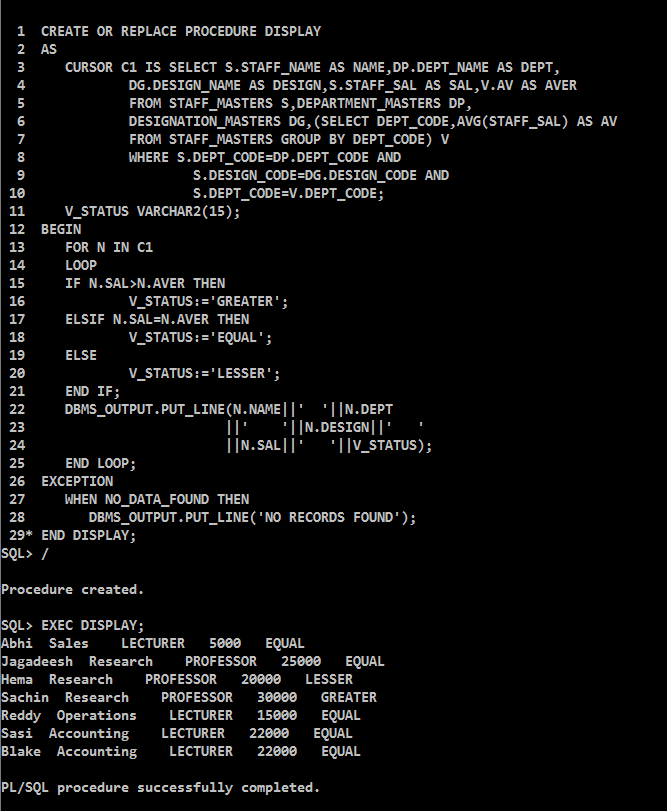 1  CREATE OR REPLACE PROCEDURE DISPLAY
2  AS
3     CURSOR C1 IS SELECT S.STAFF_NAME AS NAME,DP.DEPT_NAME AS DEPT,
4             DG.DESIGN_NAME AS DESIGN,S.STAFF_SAL AS SAL,V.AV AS AVER
5             FROM STAFF_MASTERS S,DEPARTMENT_MASTERS DP,
6             DESIGNATION_MASTERS DG,(SELECT DEPT_CODE,AVG(STAFF_SAL) AS AV
7             FROM STAFF_MASTERS GROUP BY DEPT_CODE) V
8             WHERE S.DEPT_CODE=DP.DEPT_CODE AND
9                     S.DESIGN_CODE=DG.DESIGN_CODE AND
10                     S.DEPT_CODE=V.DEPT_CODE;
11     V_STATUS VARCHAR2(15);
12  BEGIN
13     FOR N IN C1
14     LOOP
15     IF N.SAL>N.AVER THEN
16             V_STATUS:='GREATER';
17     ELSIF N.SAL=N.AVER THEN
18             V_STATUS:='EQUAL';
19     ELSE
20             V_STATUS:='LESSER';
21     END IF;
22     DBMS_OUTPUT.PUT_LINE(N.NAME||'  '||N.DEPT
23                         ||'    '||N.DESIGN||'   '
24                         ||N.SAL||'   '||V_STATUS);
25     END LOOP;
26  EXCEPTION
27     WHEN NO_DATA_FOUND THEN
28        DBMS_OUTPUT.PUT_LINE('NO RECORDS FOUND');
29* END DISPLAY;
SQL> /
Procedure created.
SQL> EXEC DISPLAY;
Abhi  Sales    LECTURER   5000   EQUAL
Jagadeesh  Research    PROFESSOR   25000   EQUAL
Hema  Research    PROFESSOR   20000   LESSER
Sachin  Research    PROFESSOR   30000   GREATER
Reddy  Operations    LECTURER   15000   EQUAL
Sasi  Accounting    LECTURER   22000   EQUAL
Blake  Accounting    LECTURER   22000   EQUAL
PL/SQL procedure successfully completed.